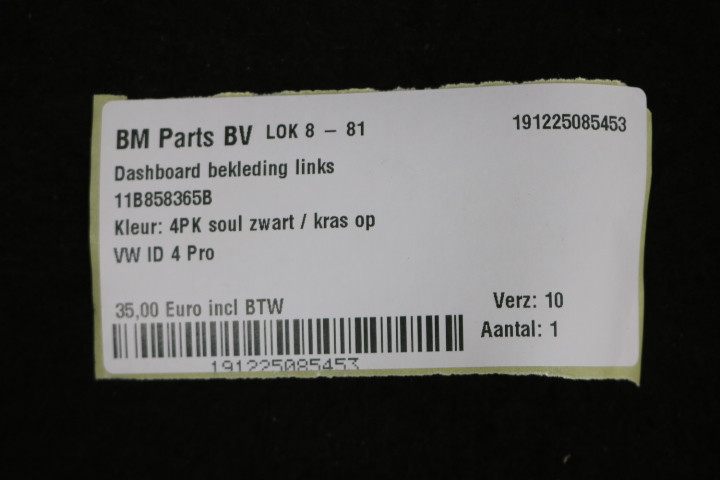 BM Parts BV LOK 8 - 81 191225085453
Dashboard bekleding links
11B858365B
Kleur: 4PK soul zwart / kras op
VW ID 4 Pro
35,00 Euro incl BTW Verz: 10
Aantal: 1
191225085453